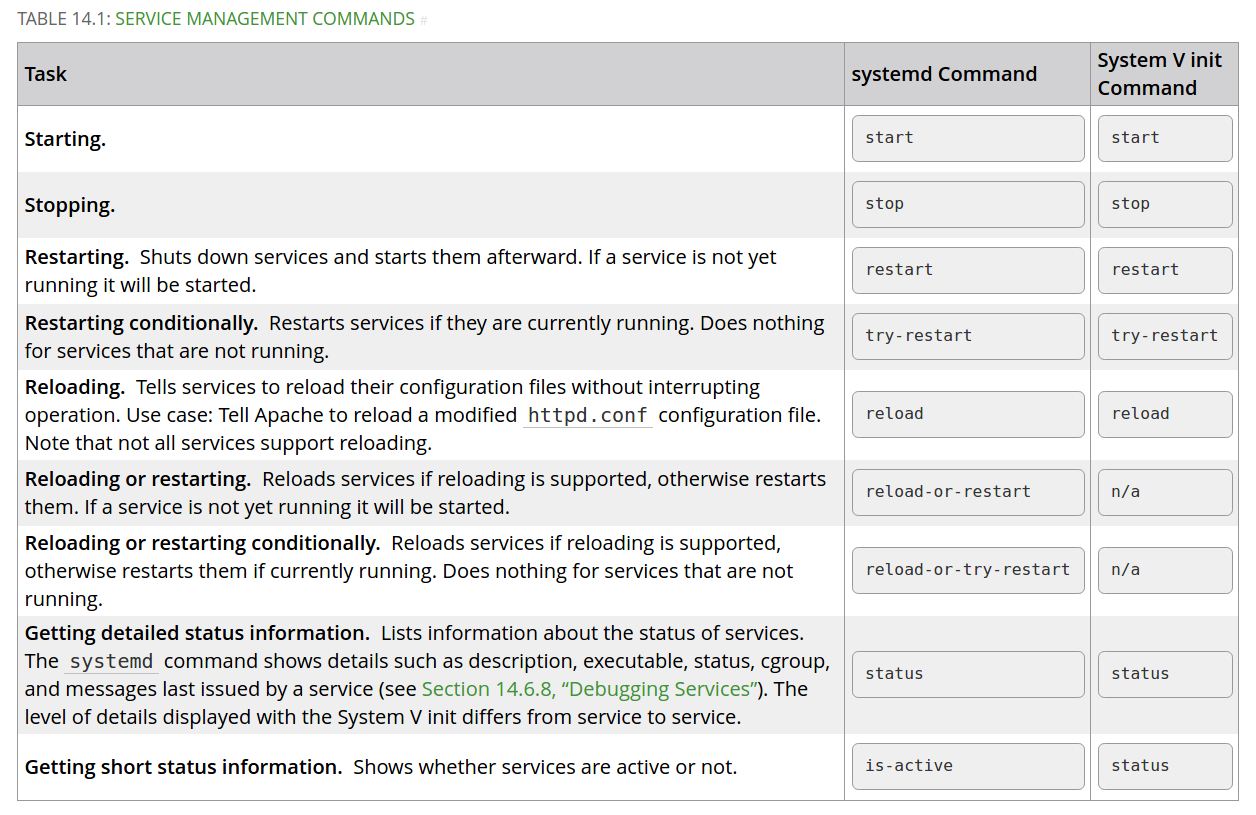 TABLE 14.1: SERVICE MANAGEMENT COMMANDS #
Task
systemd Command
System V init
Command
Starting.
start
start
Stopping.
stop
stop
Restarting. Shuts down services and starts them afterward. If a service is not yet
running it will be started.
restart
restart
Restarting conditionally. Restarts services if they are currently running. Does nothing
for services that are not running.
try-restart
try-restart
Reloading. Tells services to reload their configuration files without interrupting
operation. Use case: Tell Apache to reload a modified httpd.conf configuration file.
Note that not all services support reloading.
reload
reload
Reloading or restarting. Reloads services if reloading is supported, otherwise restarts
them. If a service is not yet running it will be started.
reload-or-restart
n/a
Reloading or restarting conditionally. Reloads services if reloading is supported,
otherwise restarts them if currently running. Does nothing for services that are not
running.
reload-or-try-restart
n/a
Getting detailed status information. Lists information about the status of services.
The systemd command shows details such as description, executable, status, cgroup,
and messages last issued by a service (see Section 14.6.8, “Debugging Services”). The
level of details displayed with the System V init differs from service to service.
status
status
Getting short status information. Shows whether services are active or not.
is-active
status